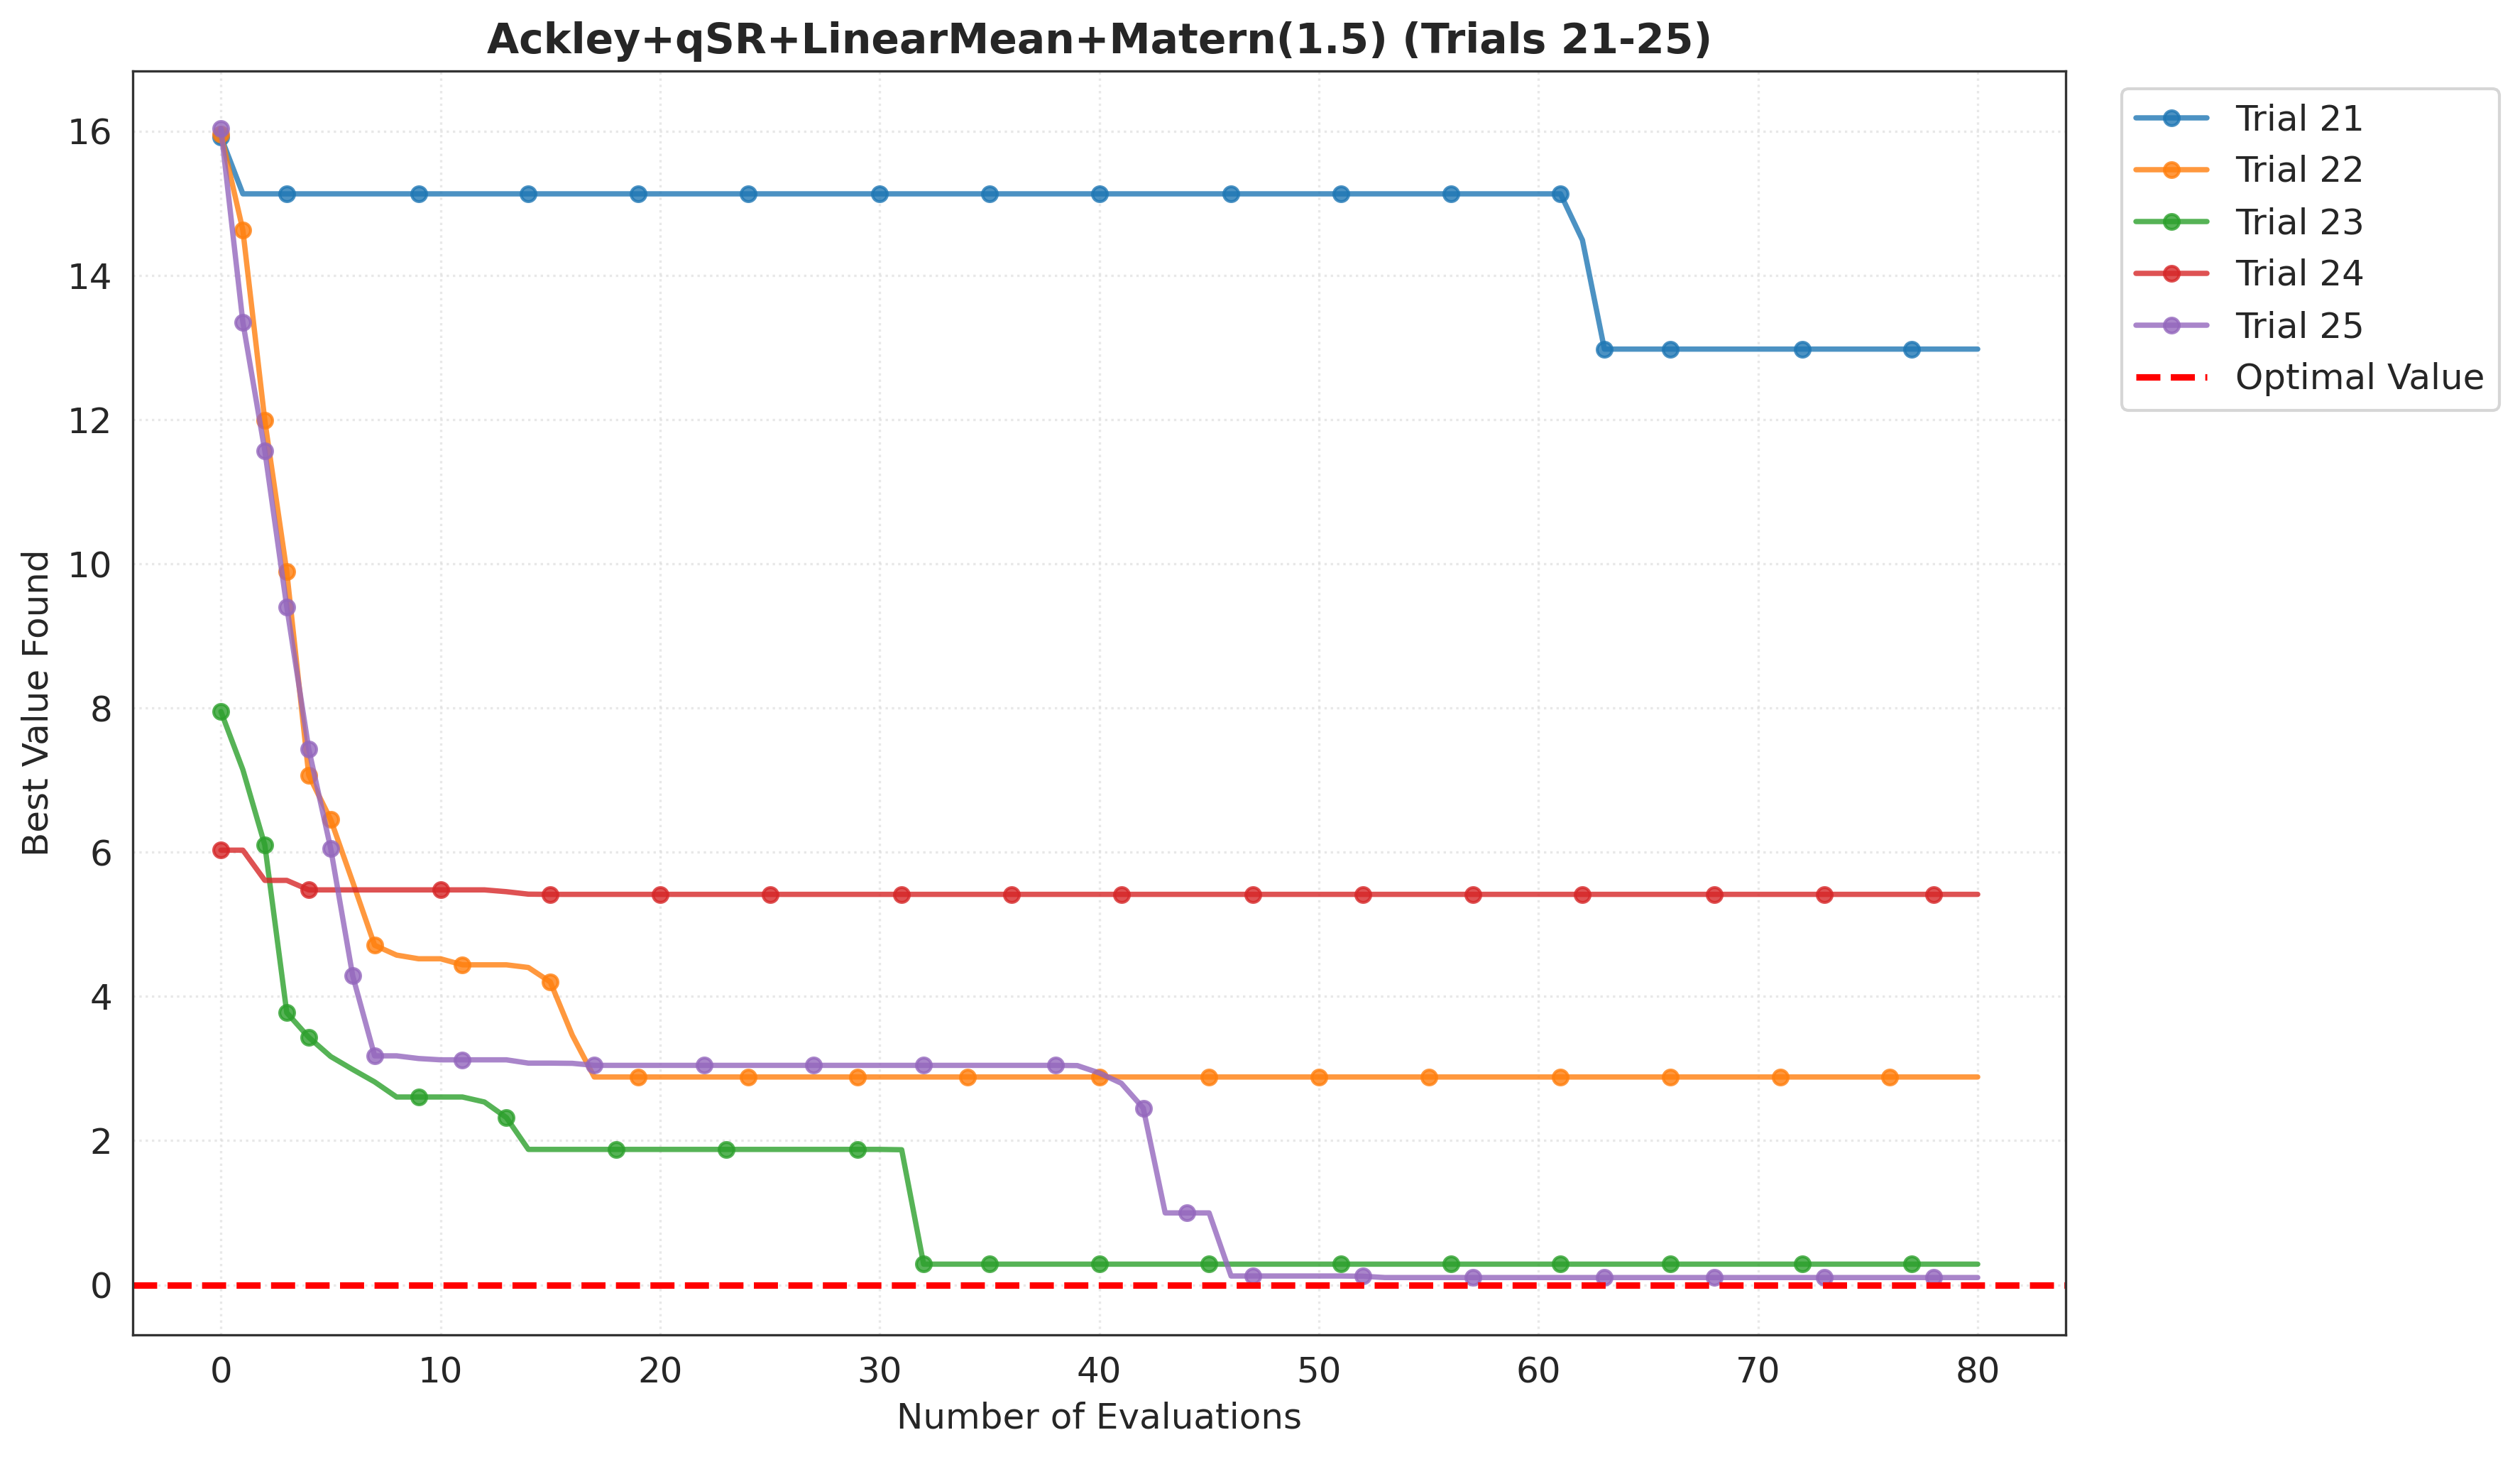 Ackley+qSR+LinearMean+Matern(1.5) (Trials 21-25)
Best Value Found
16
14
12
10
8
6
4
2
0
0 10 20 30 40 50 60 70 80
Number of Evaluations
Trial 21
Trial 22
Trial 23
Trial 24
Trial 25
Optimal Value